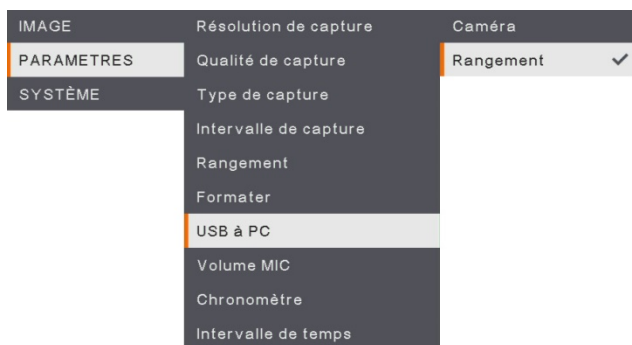 IMAGE
PARAMETRES
SYSTÈME
Résolution de capture
Qualité de capture
Type de capture
Intervalle de capture
Rangement
Formater
USB à PC
Volume MIC
Chronomètre
Intervalle de temps
Caméra
Rangement